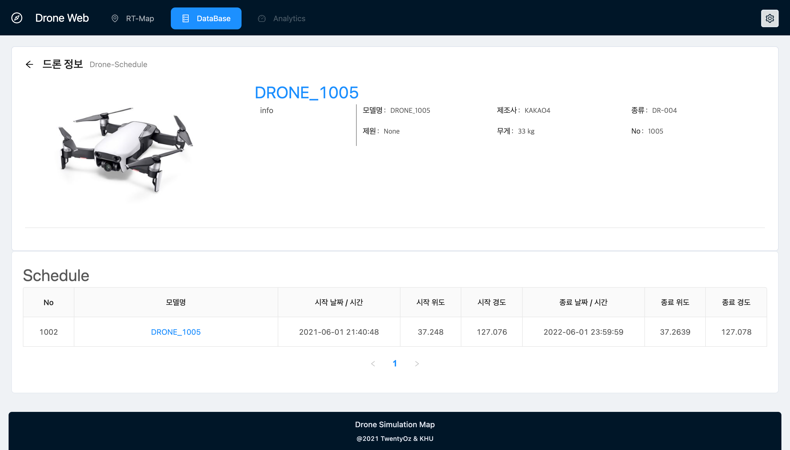 Drone Web RT-Map DataBase Analytics
드론 정보 Drone-Schedule
DRONE_1005
info
모델명 : DRONE_1005 제조사 : KAKAO4 종류 : DR-004
제원 : None 무게 : 33 kg No : 1005
Schedule
No 모델명 시작 날짜 / 시간 시작 위도 시작 경도 종료 날짜 / 시간 종료 위도 종료 경도
1002 DRONE_1005 2021-06-01 21:40:48 37.248 127.076 2022-06-01 23:59:59 37.2639 127.078
1
Drone Simulation Map
@2021 TwentyOz & KHU